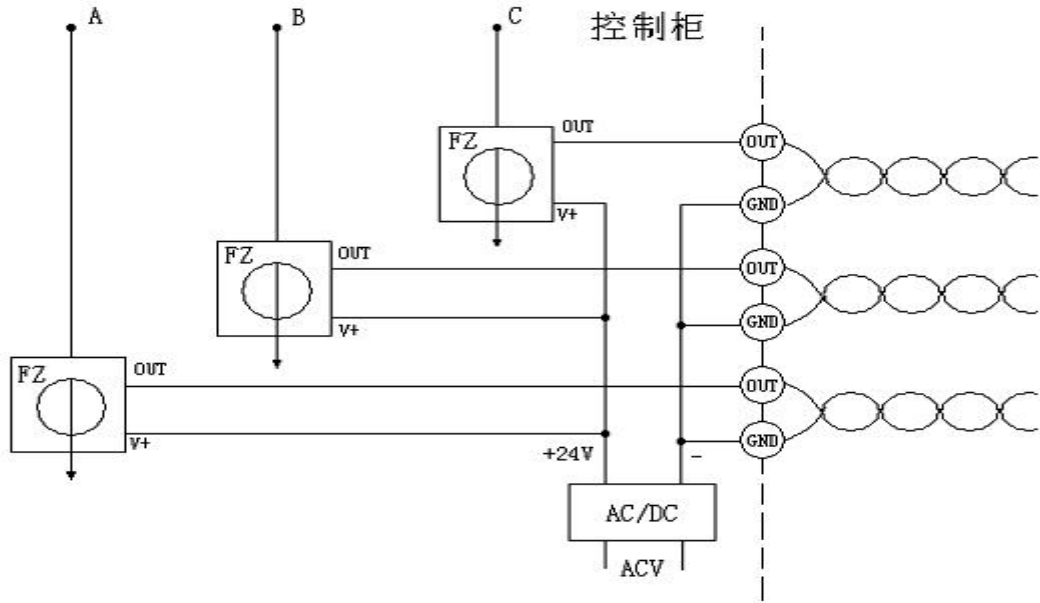 A
B
C
控制柜
OUT
FZ
OUT
V+
GND
FZ
OUT
OUT
V+
GND
FZ
OUT
OUT
V+
GND
+24V
-
AC/DC
ACV